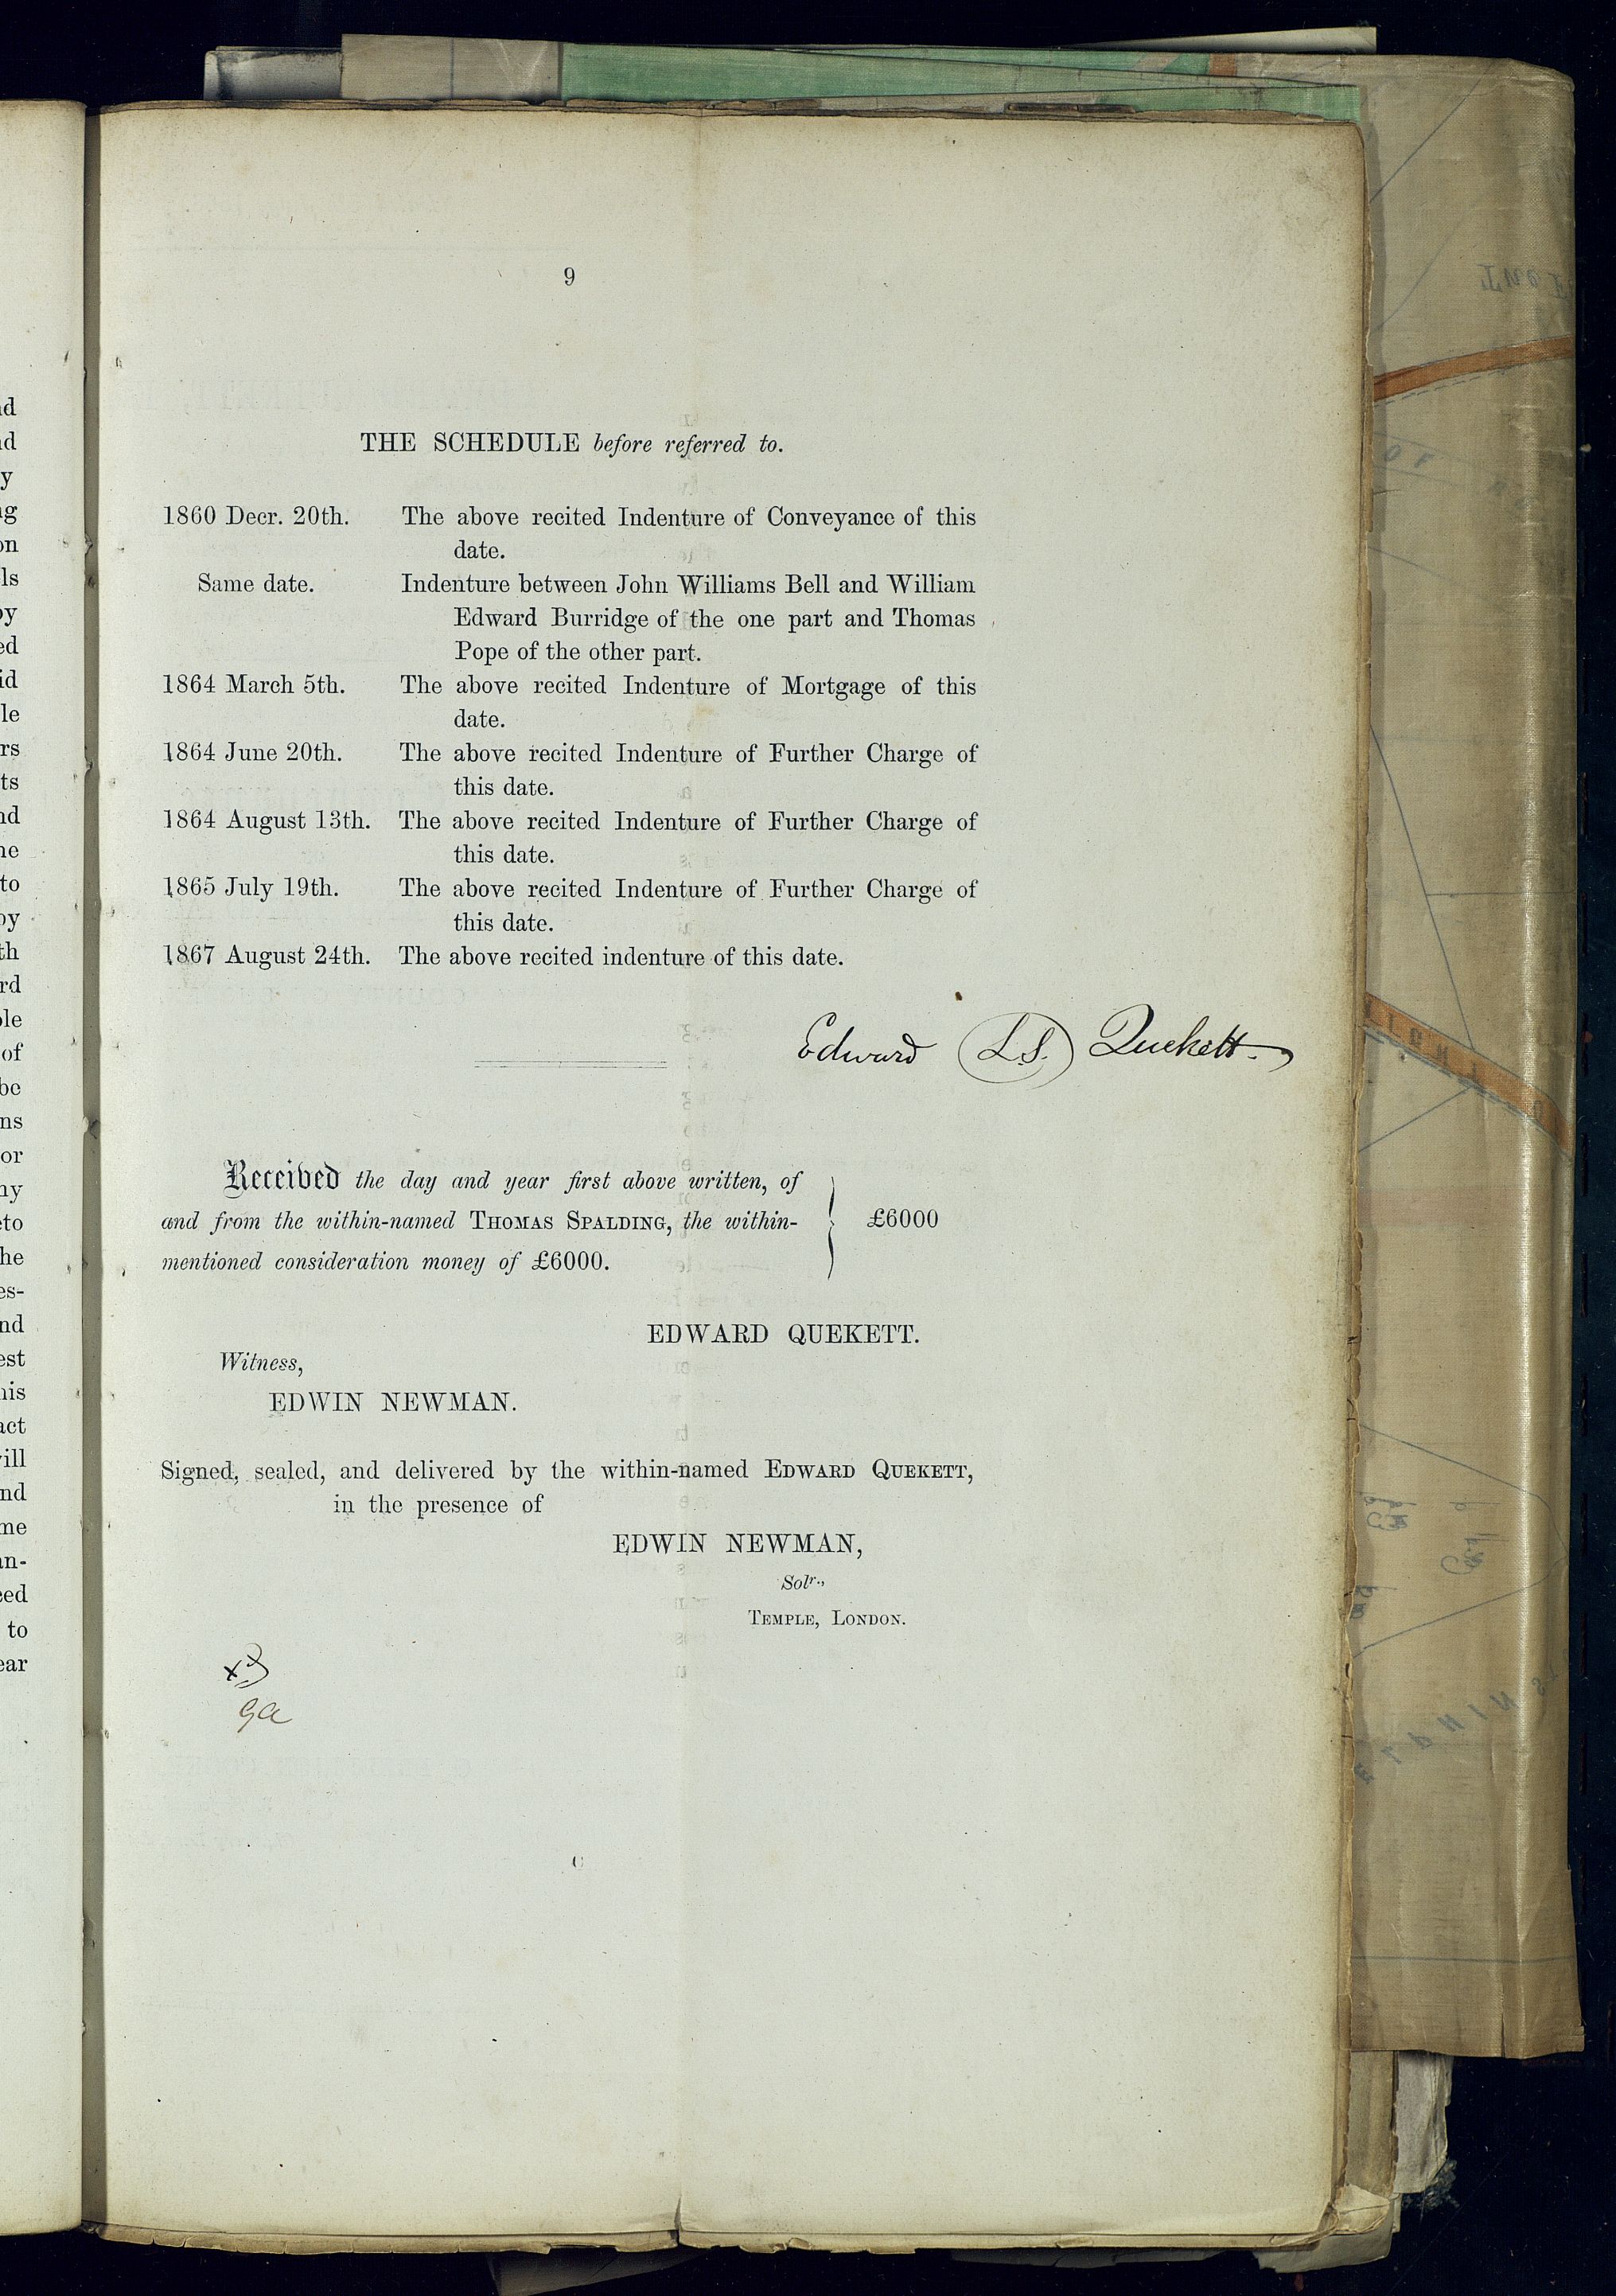 9
THE SCHEDULE before referred to.
1860 Decr. 20th. The above recited Indenture of Conveyance of this
date.
Same date. Indenture between John Williams Bell and William
Edward Burridge of the one part and Thomas
Pope of the other part.
1864 March 5th. The above recited Indenture of Mortgage of this
date.
1864 June 20th. The above recited Indenture of Further Charge of
this date.
1864 August 13th. The above recited Indenture of Further Charge of
this date.
1865 July 19th. The above recited Indenture of Further Charge of
this date.
1867 August 24th. The above recited indenture of this date.
Edward L.S. Quekett.
Received the day and year first above written, of
and from the within-named THOMAS SPALDING, the within-
mentioned consideration money of £6000.
£6000
EDWARD QUEKETT.
Witness,
EDWIN NEWMAN.
Signed, sealed, and delivered by the within-named EDWARD QUEKETT,
in the presence of
EDWIN NEWMAN,
Solr.,
TEMPLE, LONDON.